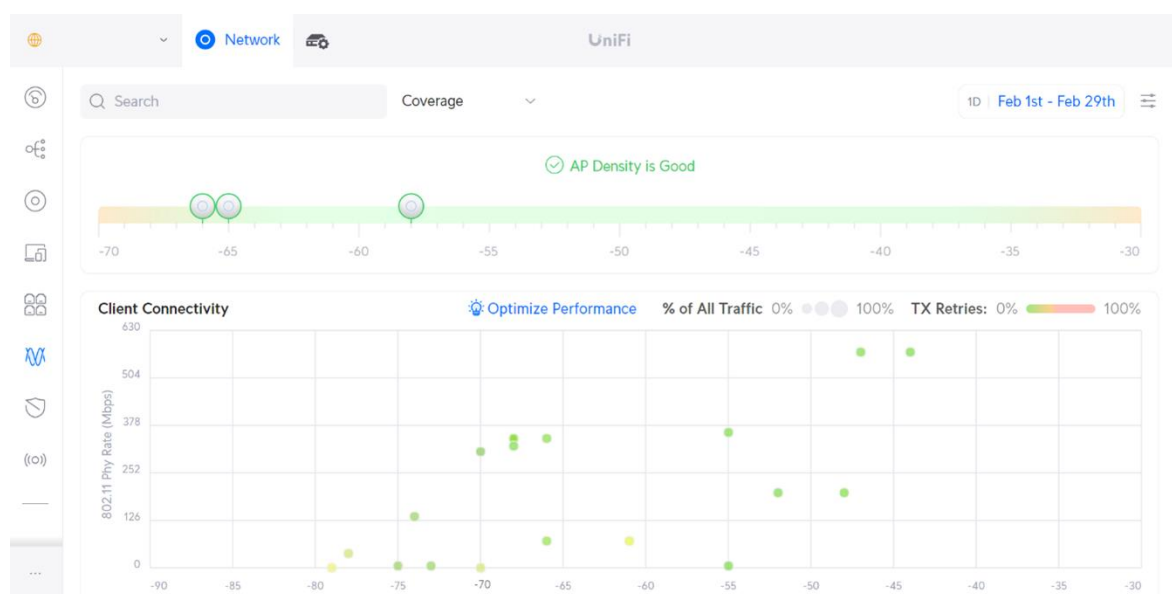 Network UniFi
Search Coverage 1D Feb 1st - Feb 29th
AP Density is Good
-70 -65 -60 -55 -50 -45 -40 -35 -30
Client Connectivity Optimize Performance % of All Traffic 0% 100% TX Retries: 0% 100%
630
504
378
252
126
0
802.11 Phy Rate (Mbps)
-90 -85 -80 -75 -70 -65 -60 -55 -50 -45 -40 -35 -30
...